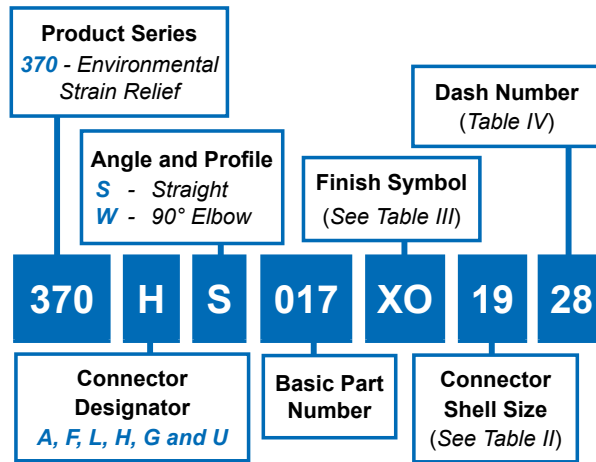 Product Series
370 - Environmental
Strain Relief
Dash Number
(Table IV)
Angle and Profile
S - Straight
W - 90° Elbow
Finish Symbol
(See Table III)
370 H S 017 XO 19 28
Connector
Designator
A, F, L, H, G and U
Basic Part
Number
Connector
Shell Size
(See Table II)